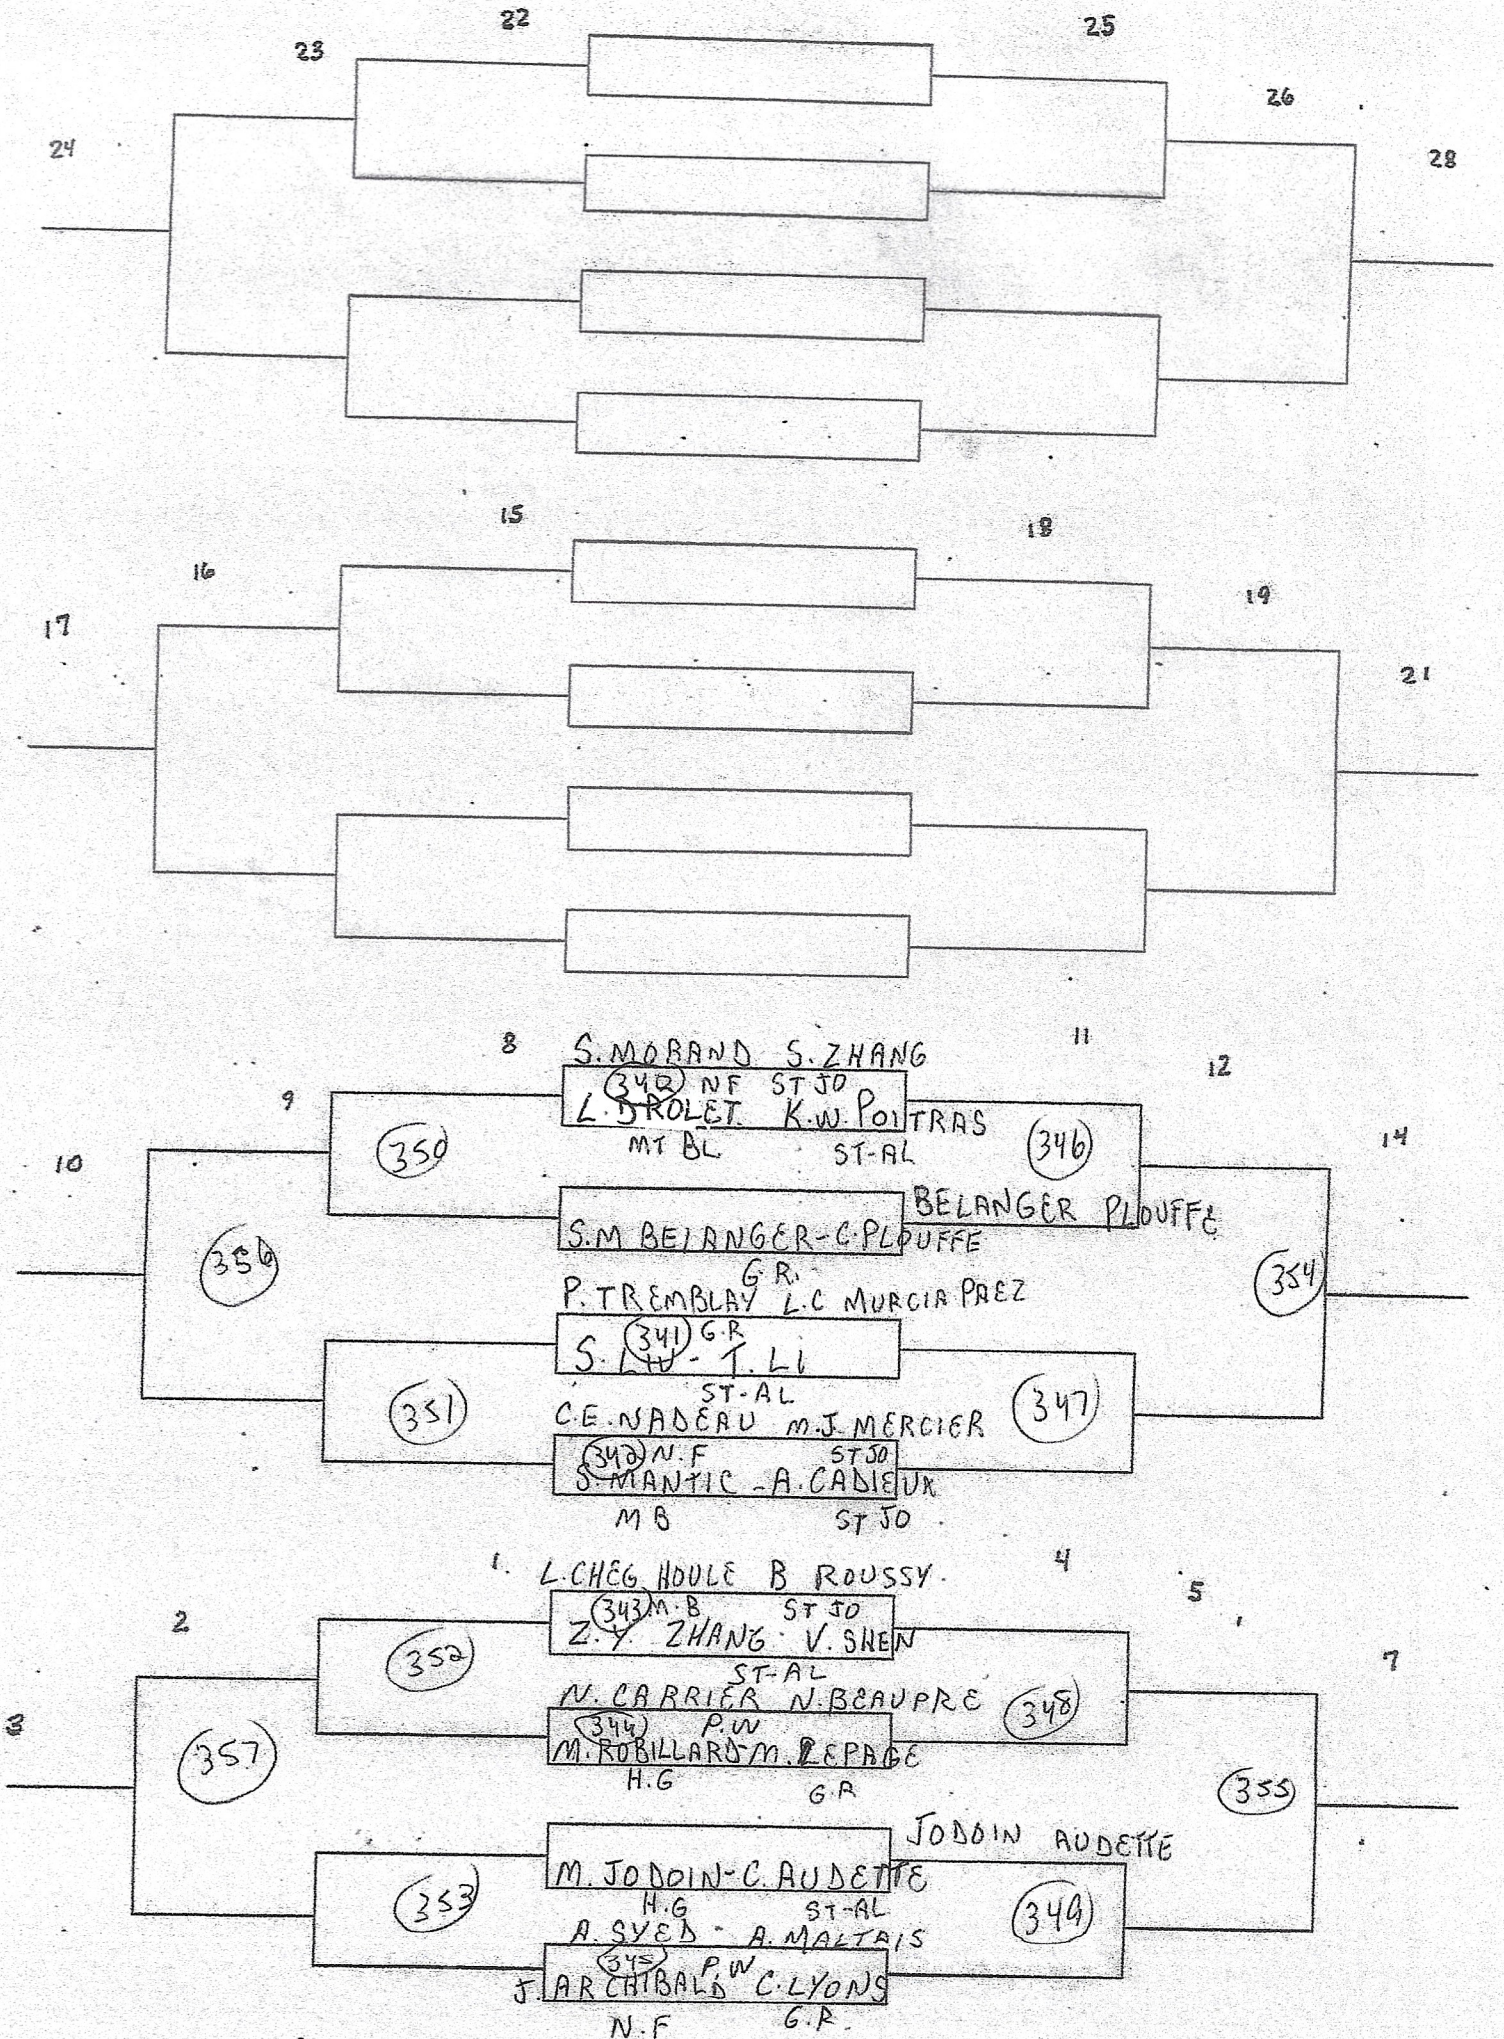 22
25
23
26
24
28
15
18
16
19
17
21
8
11
S.MORAND S. ZHANG
12
9
340 NF ST JO
L. DROLET. K.W. POITRAS
350
346
14
MT BL ST-AL
10
BELANGER PLOUFFE
S.M BELANGER-C.PLOUFFE
356
G.R.
354
P. TREMBLAY L.C MURCIA PAEZ
341 G.R
S. LIU - T. LI
ST-AL
351
347
C.E. NADEAU M.J. MERCIER
342 N.F ST JO
S.MANTIC - A.CADIEUX
M B ST JO
1.
4
L.CHEG HOULE B ROUSSY.
5
2
343 M.B ST JO
Z.Y. ZHANG V. SHEN
352
7
ST-AL
N. CARRIER N.BEAUPRE
348
3
344 P.W
M.ROBILLARD-M.LEPAGE
357
H.G G.R
355
JODOIN AUDETTE
M. JODOIN-C. AUDETTE
353
H.G ST-AL
349
A. SYED - A. MALTAIS
345 P.W
J. ARCHIBALD C.LYONS
N.F G.R.